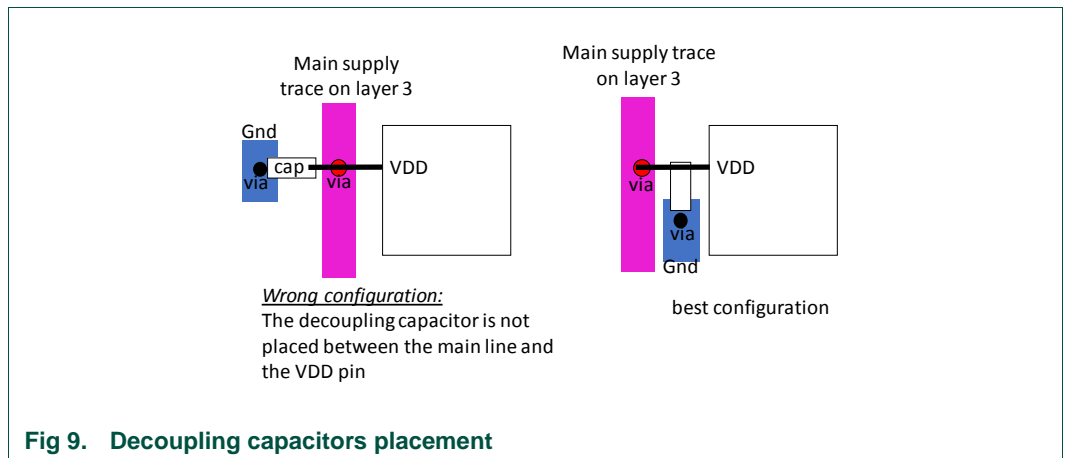 Main supply
trace on layer 3
Gnd
cap
via
via
VDD
Wrong configuration:
The decoupling capacitor is not
placed between the main line and
the VDD pin
Main supply trace
on layer 3
VDD
via
via
Gnd
best configuration
Fig 9. Decoupling capacitors placement